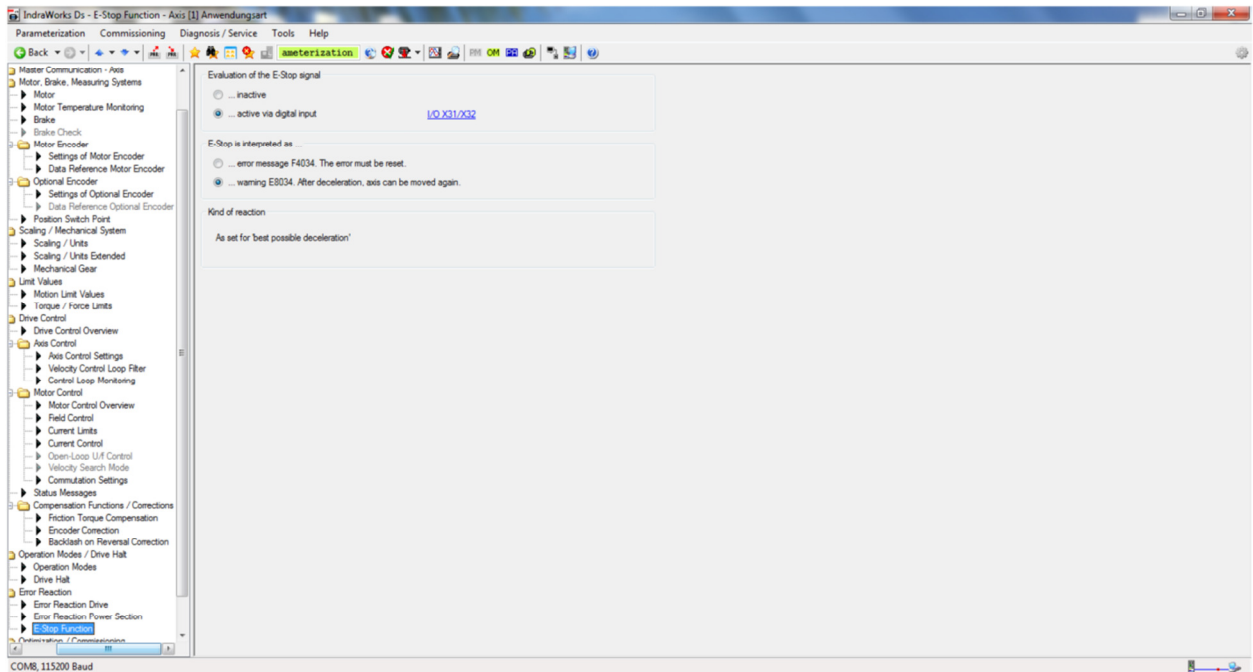 IndraWorks Ds - E-Stop Function - Axis [1] Anwendungsart
Parameterization Commissioning Diagnosis / Service Tools Help
Back ameterization PM OM
Master Communication - Axis
Motor, Brake, Measuring Systems
Motor
Motor Temperature Monitoring
Brake
Brake Check
Motor Encoder
Settings of Motor Encoder
Data Reference Motor Encoder
Optional Encoder
Settings of Optional Encoder
Data Reference Optional Encoder
Position Switch Point
Scaling / Mechanical System
Scaling / Units
Scaling / Units Extended
Mechanical Gear
Limit Values
Motion Limit Values
Torque / Force Limits
Drive Control
Drive Control Overview
Axis Control
Axis Control Settings
Velocity Control Loop Filter
Control Loop Monitoring
Motor Control
Motor Control Overview
Field Control
Current Limits
Current Control
Open-Loop U/f Control
Velocity Search Mode
Commutation Settings
Status Messages
Compensation Functions / Corrections
Friction Torque Compensation
Encoder Correction
Backlash on Reversal Correction
Operation Modes / Drive Halt
Operation Modes
Drive Halt
Error Reaction
Error Reaction Drive
Error Reaction Power Section
E-Stop Function
Optimization / Commissioning
Evaluation of the E-Stop signal
... inactive
... active via digital input I/O X31/X32
E-Stop is interpreted as ...
... error message F4034. The error must be reset.
... warning E8034. After deceleration, axis can be moved again.
Kind of reaction
As set for 'best possible deceleration'
COM8, 115200 Baud